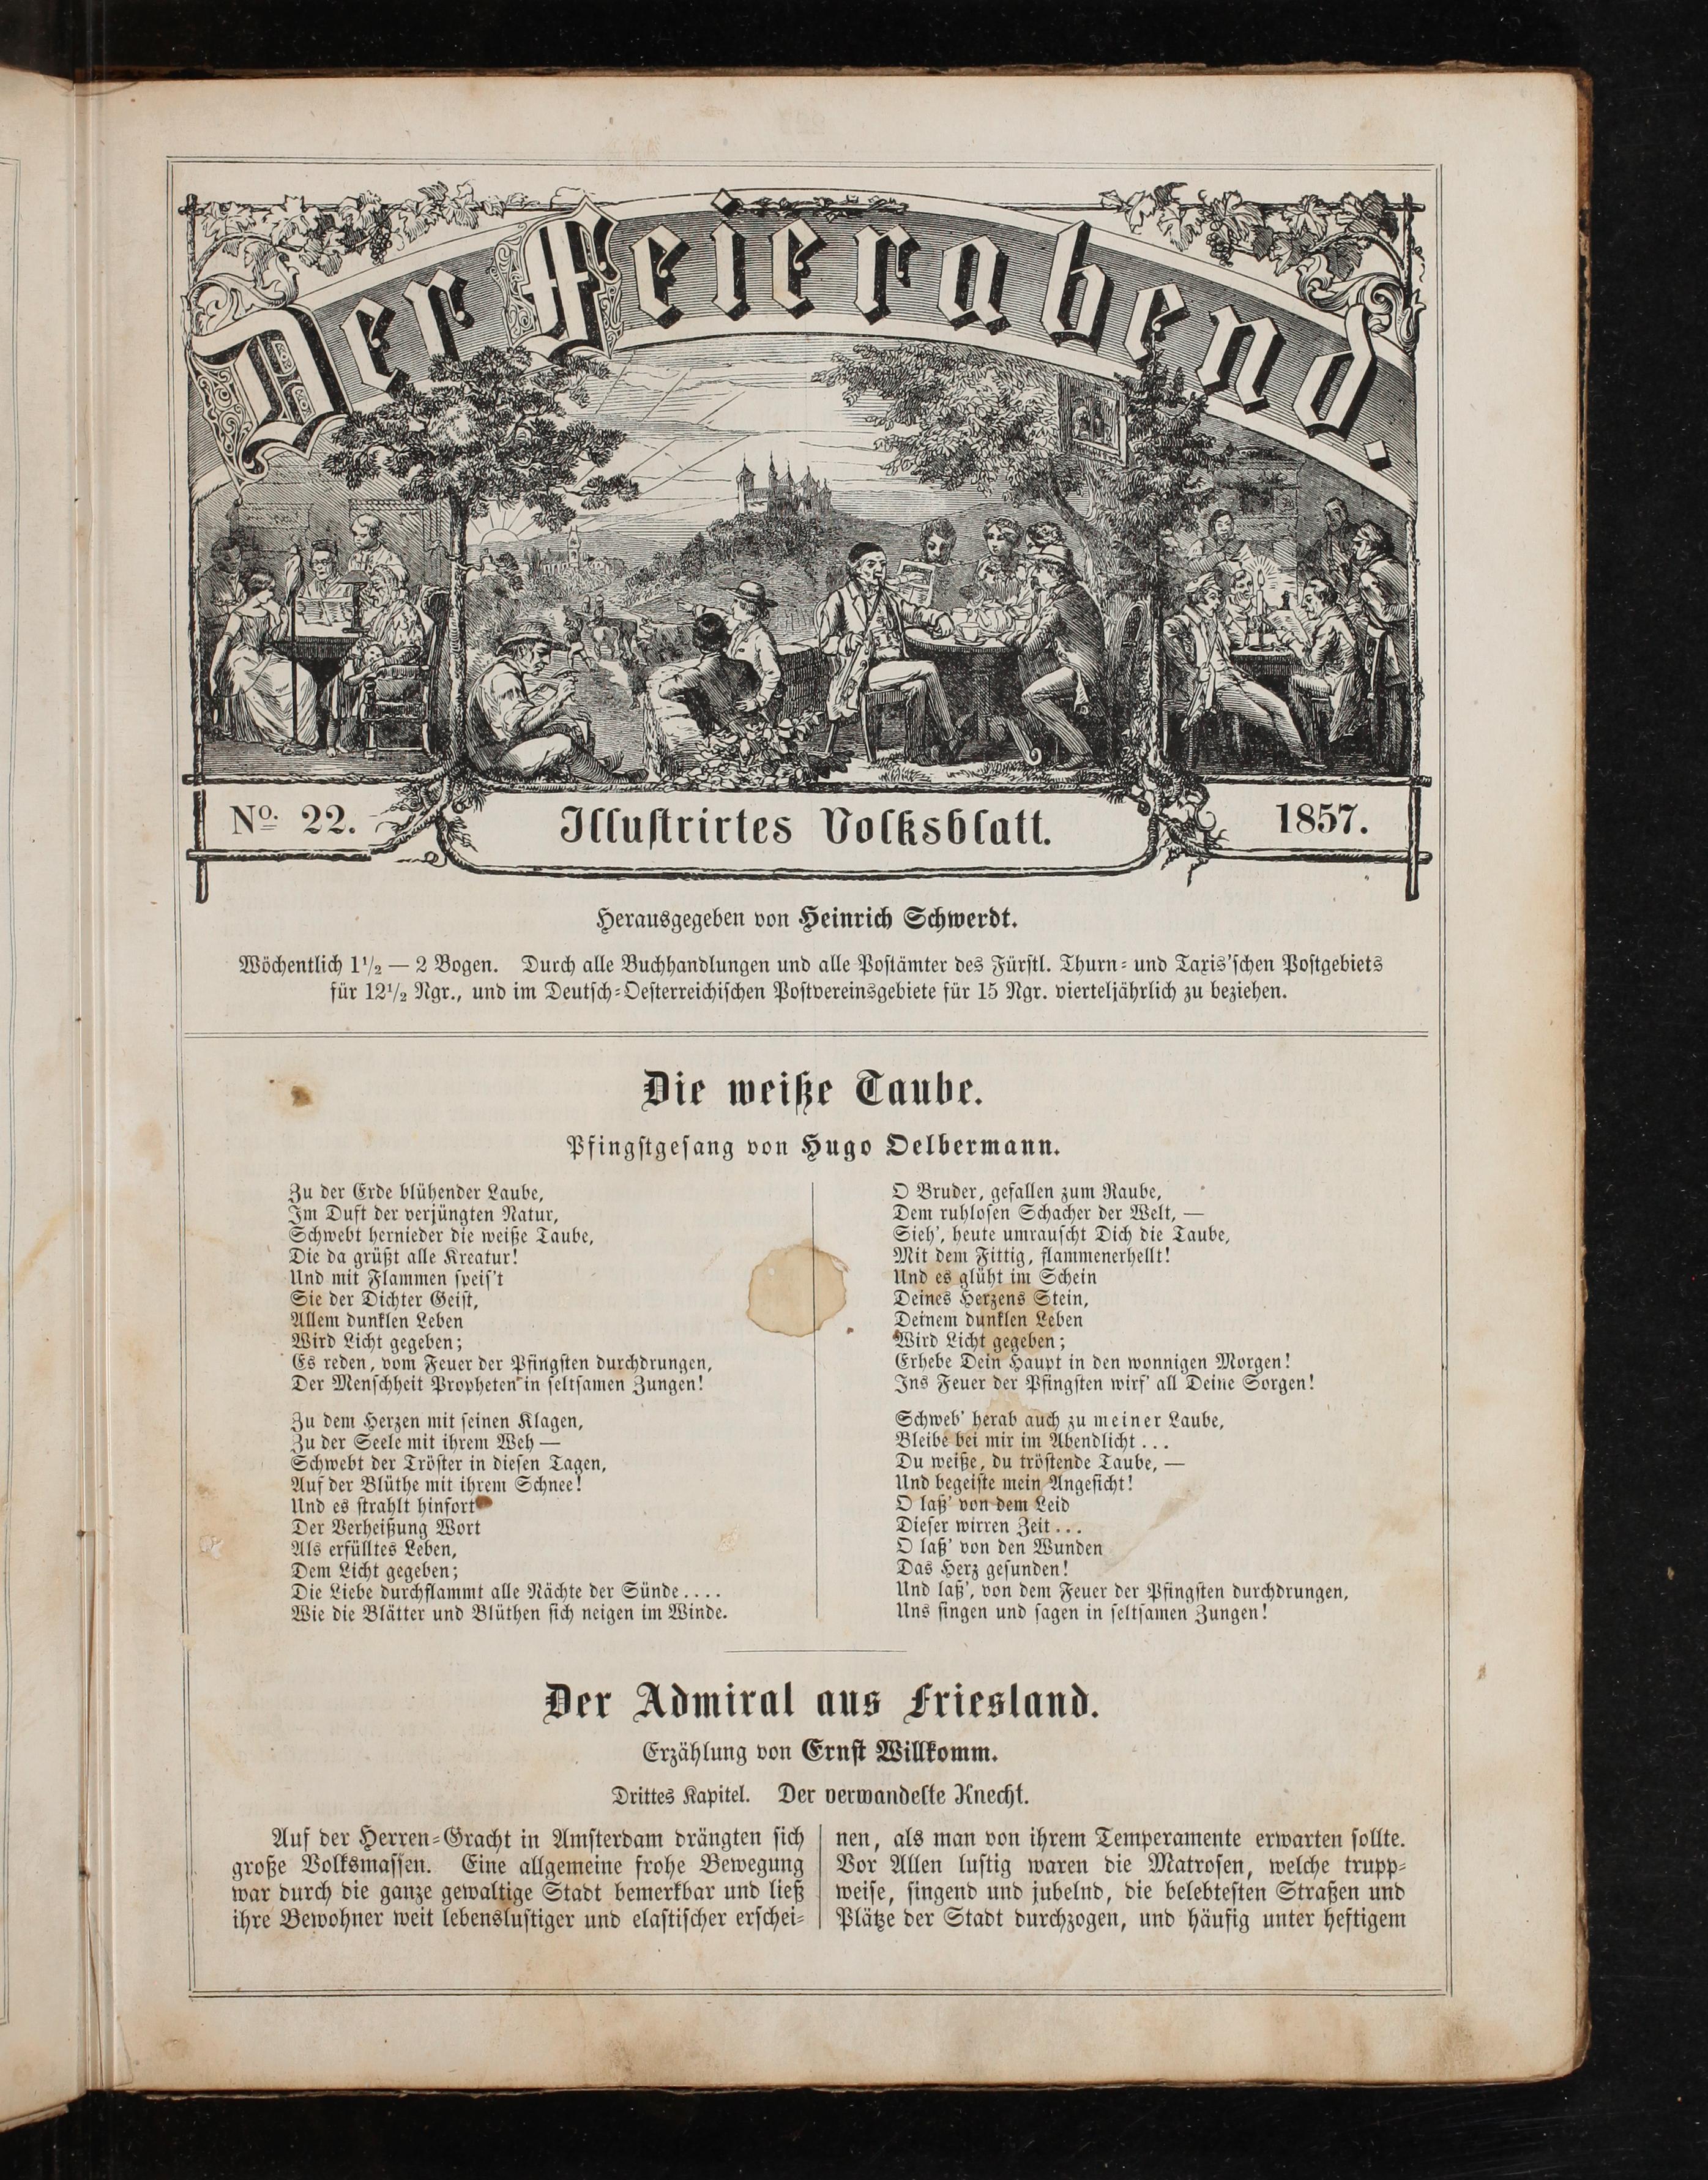 Der Feierabend.
No. 22.
Illustrirtes Volksblatt.
1857.
Herausgegeben von Heinrich Schwerdt.
Wöchentlich 1 1/2 — 2 Bogen. Durch alle Buchhandlungen und alle Postämter des Fürstl. Thurn- und Taxis'schen Postgebiets
für 12 1/2 Ngr., und im Deutsch-Oesterreichischen Postvereinsgebiete für 15 Ngr. vierteljährlich zu beziehen.
Die weiße Taube.
Pfingstgesang von Hugo Oelbermann.
Zu der Erde blühender Laube,
Im Duft der verjüngten Natur,
Schwebt hernieder die weiße Taube,
Die da grüßt alle Kreatur!
Und mit Flammen speis't
Sie der Dichter Geist,
Allem dunklen Leben
Wird Licht gegeben;
Es reden, vom Feuer der Pfingsten durchdrungen,
Der Menschheit Propheten in seltsamen Zungen!
Zu dem Herzen mit seinen Klagen,
Zu der Seele mit ihrem Weh —
Schwebt der Tröster in diesen Tagen,
Auf der Blüthe mit ihrem Schnee!
Und es strahlt hinfort
Der Verheißung Wort
Als erfülltes Leben,
Dem Licht gegeben;
Die Liebe durchflammt alle Nächte der Sünde....
Wie die Blätter und Blüthen sich neigen im Winde.
O Bruder, gefallen zum Raube,
Dem ruhlosen Schacher der Welt, —
Sieh', heute umrauscht Dich die Taube,
Mit dem Fittig, flammenerhellt!
Und es glüht im Schein
Deines Herzens Stein,
Deinem dunklen Leben
Wird Licht gegeben;
Erhebe Dein Haupt in den wonnigen Morgen!
Ins Feuer der Pfingsten wirf' all Deine Sorgen!
Schweb' herab auch zu meiner Laube,
Bleibe bei mir im Abendlicht...
Du weiße, du tröstende Taube, —
Und begeiste mein Angesicht!
O laß' von dem Leid
Dieser wirren Zeit...
O laß' von den Wunden
Das Herz gesunden!
Und laß', von dem Feuer der Pfingsten durchdrungen,
Uns singen und sagen in seltsamen Zungen!
Der Admiral aus Friesland.
Erzählung von Ernst Willkomm.
Drittes Kapitel. Der verwandelte Knecht.
Auf der Herren-Gracht in Amsterdam drängten sich
große Volksmassen. Eine allgemeine frohe Bewegung
war durch die ganze gewaltige Stadt bemerkbar und ließ
ihre Bewohner weit lebenslustiger und elastischer erschei-
nen, als man von ihrem Temperamente erwarten sollte.
Vor Allen lustig waren die Matrosen, welche trupp-
weise, singend und jubelnd, die belebtesten Straßen und
Plätze der Stadt durchzogen, und häufig unter heftigem